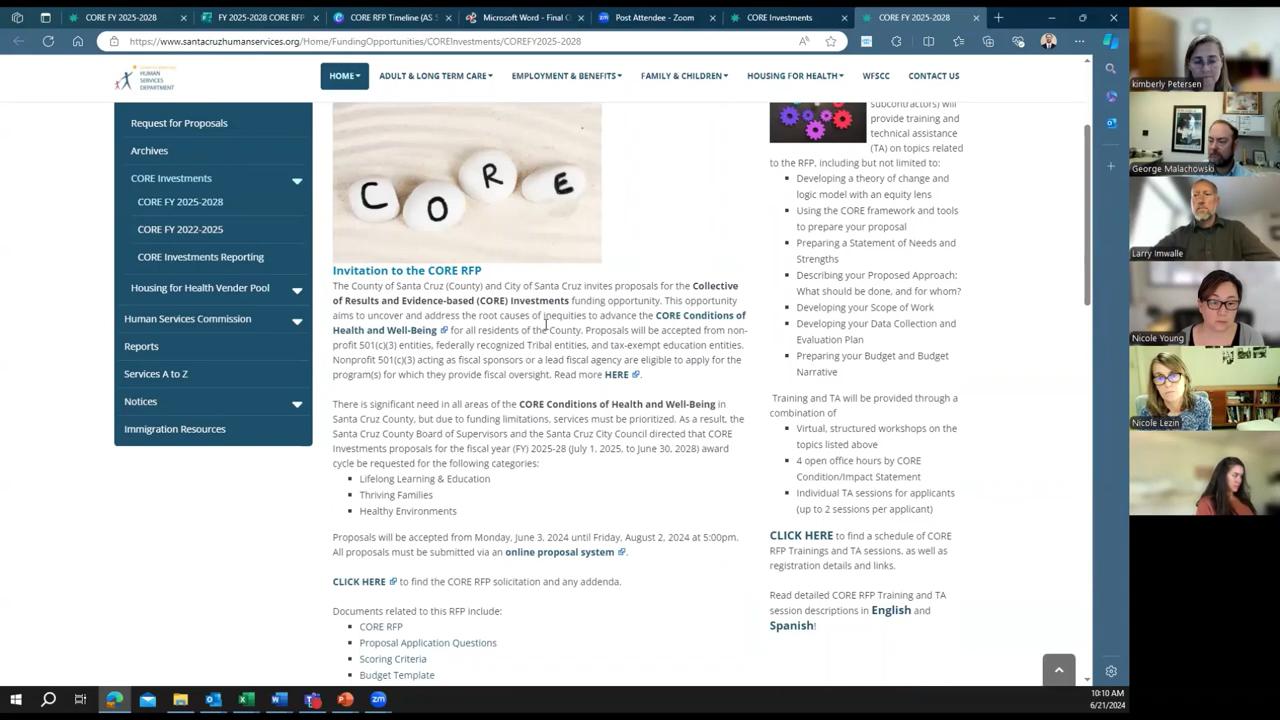 CORE FY 2025-2028
FY 2025-2028 CORE RFP
CORE RFP Timeline (AS
Microsoft Word - Final C
Post Attendee - Zoom
CORE Investments
CORE FY 2025-2028
https://www.santacruzhumanservices.org/Home/FundingOpportunities/COREInvestments/COREFY2025-2028
HUMAN
SERVICES
DEPARTMENT
HOME
ADULT & LONG TERM CARE
EMPLOYMENT & BENEFITS
FAMILY & CHILDREN
HOUSING FOR HEALTH
WFSCC
CONTACT US
Request for Proposals
Archives
CORE Investments
CORE FY 2025-2028
CORE FY 2022-2025
CORE Investments Reporting
Housing for Health Vender Pool
Human Services Commission
Reports
Services A to Z
Notices
Immigration Resources
C O R E
Invitation to the CORE RFP
The County of Santa Cruz (County) and City of Santa Cruz invites proposals for the Collective
of Results and Evidence-based (CORE) Investments funding opportunity. This opportunity
aims to uncover and address the root causes of inequities to advance the CORE Conditions of
Health and Well-Being for all residents of the County. Proposals will be accepted from non-
profit 501(c)(3) entities, federally recognized Tribal entities, and tax-exempt education entities.
Nonprofit 501(c)(3) acting as fiscal sponsors or a lead fiscal agency are eligible to apply for the
program(s) for which they provide fiscal oversight. Read more HERE.
There is significant need in all areas of the CORE Conditions of Health and Well-Being in
Santa Cruz County, but due to funding limitations, services must be prioritized. As a result, the
Santa Cruz County Board of Supervisors and the Santa Cruz City Council directed that CORE
Investments proposals for the fiscal year (FY) 2025-28 (July 1, 2025, to June 30, 2028) award
cycle be requested for the following categories:
Lifelong Learning & Education
Thriving Families
Healthy Environments
Proposals will be accepted from Monday, June 3, 2024 until Friday, August 2, 2024 at 5:00pm.
All proposals must be submitted via an online proposal system.
CLICK HERE to find the CORE RFP solicitation and any addenda.
Documents related to this RFP include:
CORE RFP
Proposal Application Questions
Scoring Criteria
Budget Template
subcontractors) will
provide training and
technical assistance
(TA) on topics related
to the RFP, including but not limited to:
Developing a theory of change and
logic model with an equity lens
Using the CORE framework and tools
to prepare your proposal
Preparing a Statement of Needs and
Strengths
Describing your Proposed Approach:
What should be done, and for whom?
Developing your Scope of Work
Developing your Data Collection and
Evaluation Plan
Preparing your Budget and Budget
Narrative
Training and TA will be provided through a
combination of
Virtual, structured workshops on the
topics listed above
4 open office hours by CORE
Condition/Impact Statement
Individual TA sessions for applicants
(up to 2 sessions per applicant)
CLICK HERE to find a schedule of CORE
RFP Trainings and TA sessions, as well as
registration details and links.
Read detailed CORE RFP Training and TA
session descriptions in English and
Spanish!
kimberly Petersen
George Malachowski
Larry Imwalle
Nicole Young
Nicole Lezin
10:10 AM
6/21/2024